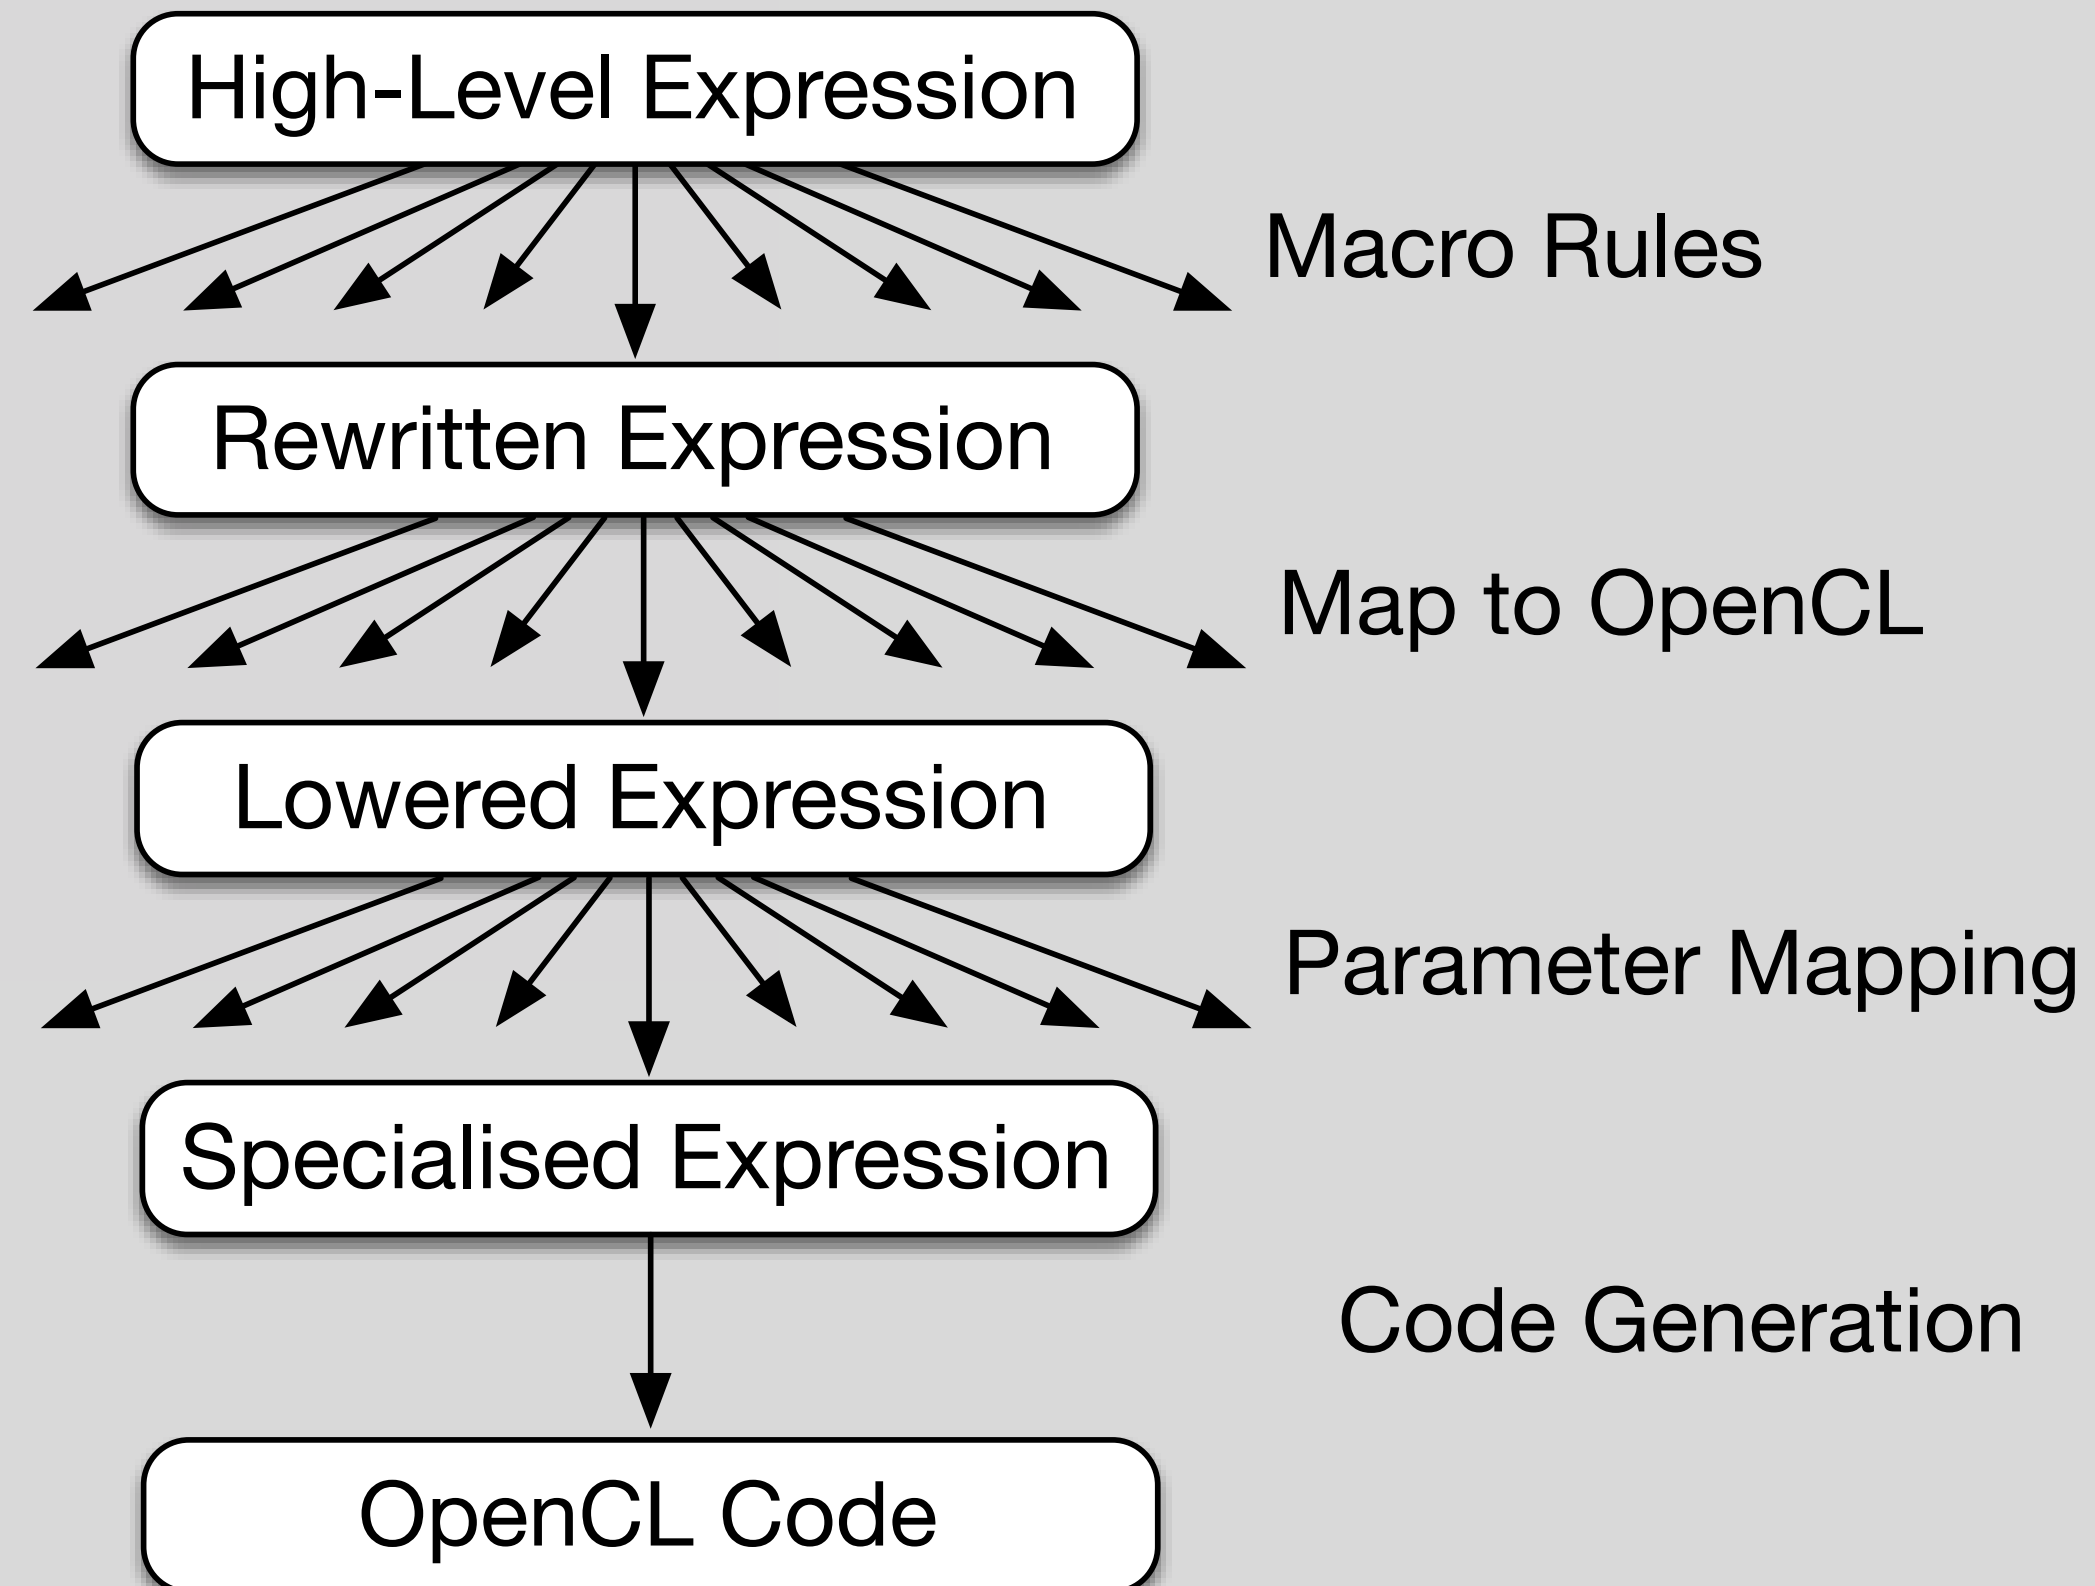 High-Level Expression
Macro Rules
Rewritten Expression
Map to OpenCL
Lowered Expression
Parameter Mapping
Specialised Expression
Code Generation
OpenCL Code